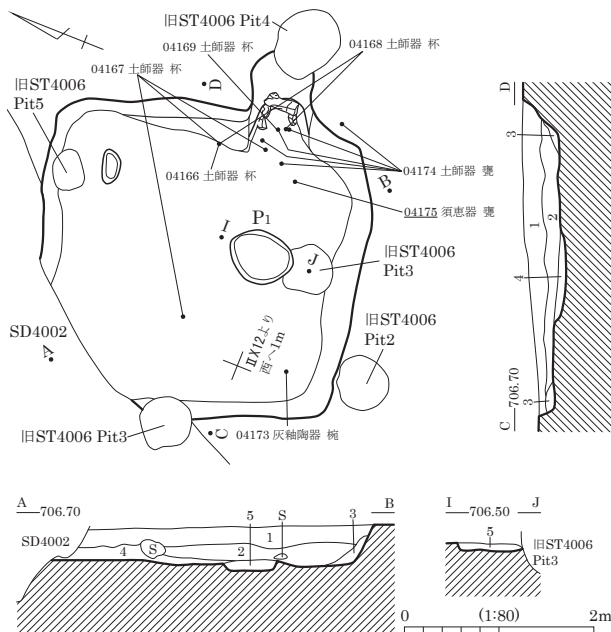 旧ST4006 Pit4
04169 土師器 杯
04168 土師器 杯
04167 土師器 杯
旧ST4006
Pit5
D
D
3
04166 土師器 杯
04174 土師器 甕
B
04175 須恵器 甕
I
P1
1
2
J
旧ST4006
Pit3
4
SD4002
A
ⅡX12より
西へ1m
旧ST4006
Pit2
706.70
3
C
旧ST4006 Pit3
C
04173 灰釉陶器 椀
A
706.70
5
S
3
B
SD4002
4
S
2
1
I
706.50
J
5
旧ST4006
Pit3
0
(1:80)
2m